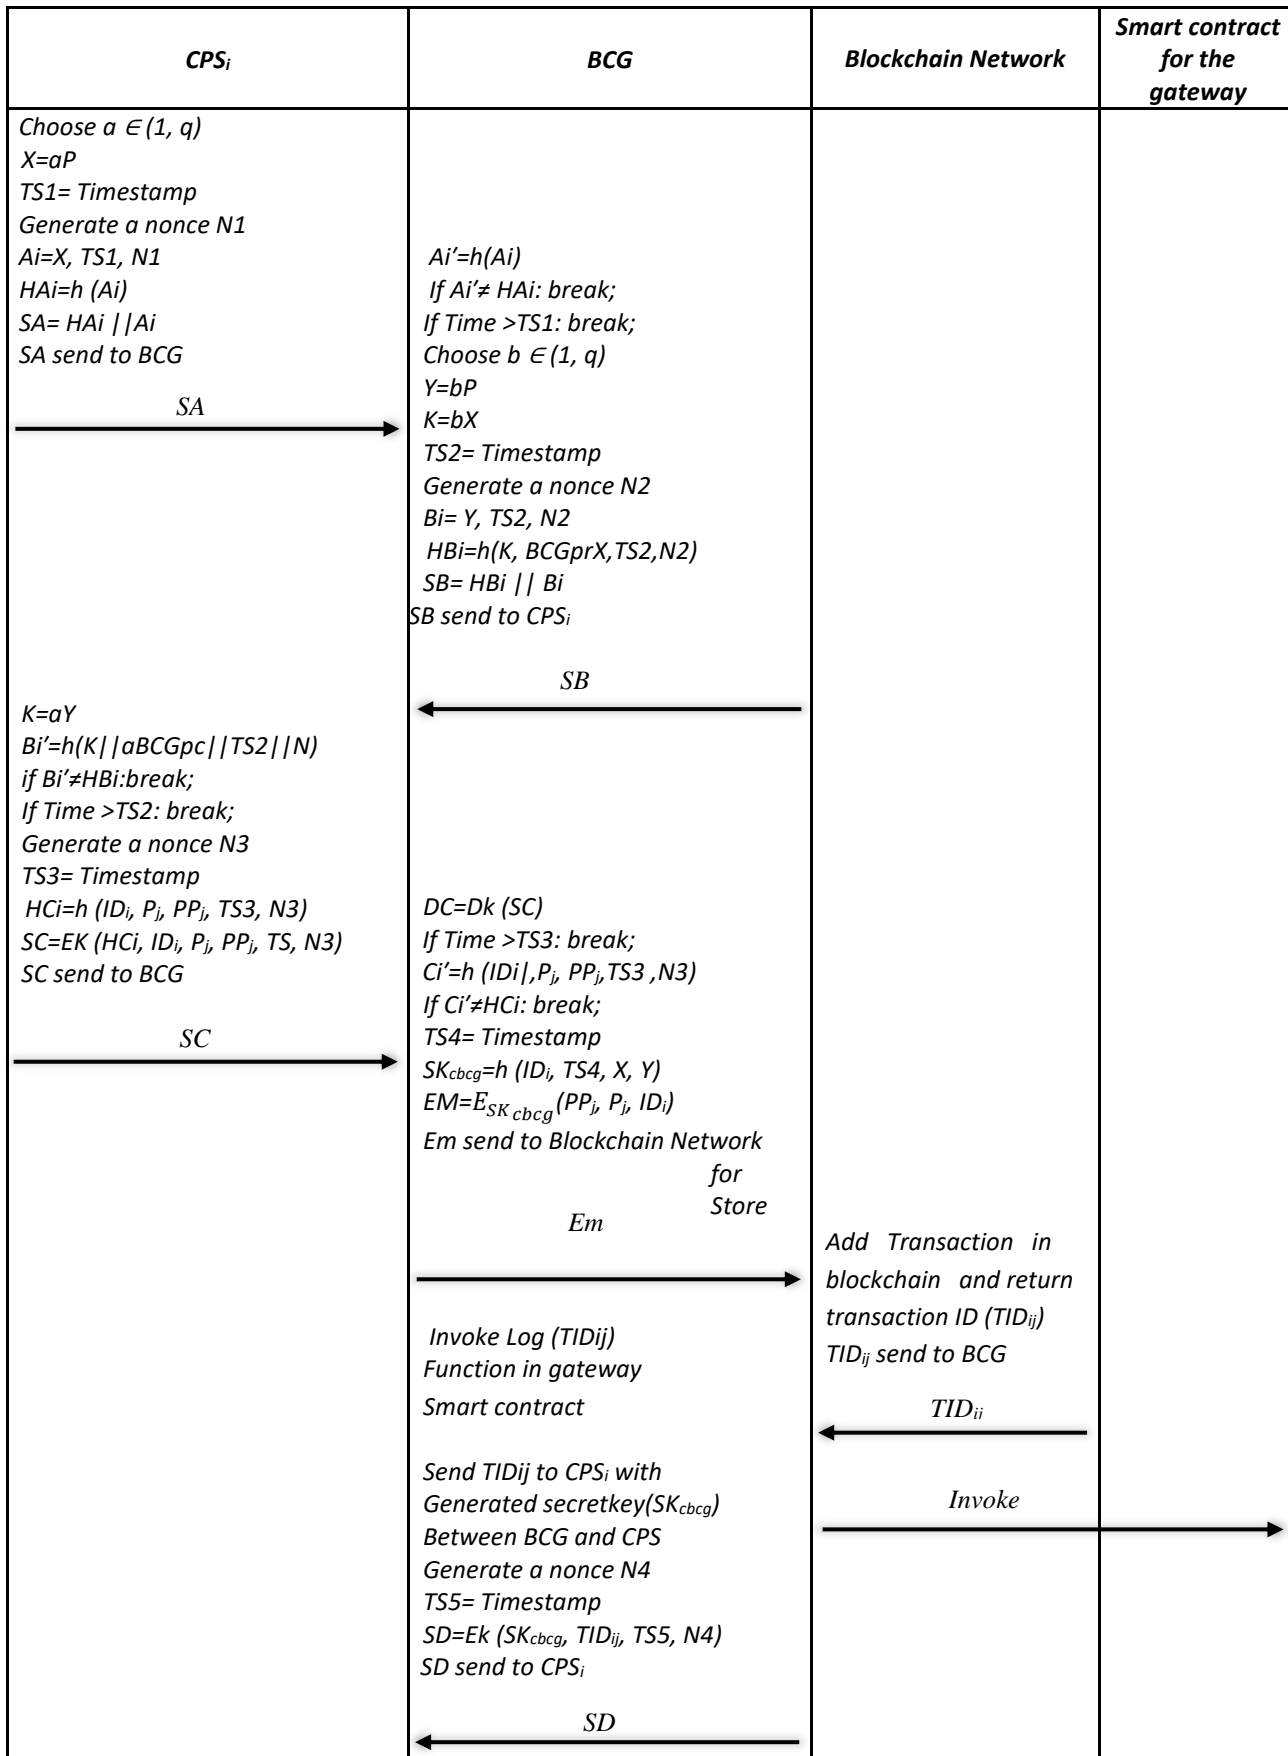 CPSi
BCG
Blockchain Network
Smart contract
for the
gateway
Choose a ∈ (1, q)
X=aP
TS1= Timestamp
Generate a nonce N1
Ai=X, TS1, N1
HAi=h (Ai)
SA= HAi ||Ai
SA send to BCG
SA
Ai’=h(Ai)
If Ai’≠ HAi: break;
If Time >TS1: break;
Choose b ∈ (1, q)
Y=bP
K=bX
TS2= Timestamp
Generate a nonce N2
Bi= Y, TS2, N2
HBi=h(K, BCGprX,TS2,N2)
SB= HBi || Bi
SB send to CPSi
SB
K=aY
Bi’=h(K||aBCGpc||TS2||N)
if Bi’≠HBi:break;
If Time >TS2: break;
Generate a nonce N3
TS3= Timestamp
HCi=h (IDi, Pj, PPj, TS3, N3)
SC=EK (HCi, IDi, Pj, PPj, TS, N3)
SC send to BCG
SC
DC=Dk (SC)
If Time >TS3: break;
Ci’=h (IDi|,Pj, PPj,TS3 ,N3)
If Ci’≠HCi: break;
TS4= Timestamp
SKcbcg=h (IDi, TS4, X, Y)
EM=ESKcbcg(PPj, Pj, IDi)
Em send to Blockchain Network
for
Store
Em
Add Transaction in
blockchain and return
transaction ID (TIDij)
TIDij send to BCG
TIDii
Invoke Log (TIDij)
Function in gateway
Smart contract
Invoke
Send TIDij to CPSi with
Generated secretkey(SKcbcg)
Between BCG and CPS
Generate a nonce N4
TS5= Timestamp
SD=Ek (SKcbcg, TIDij, TS5, N4)
SD send to CPSi
SD